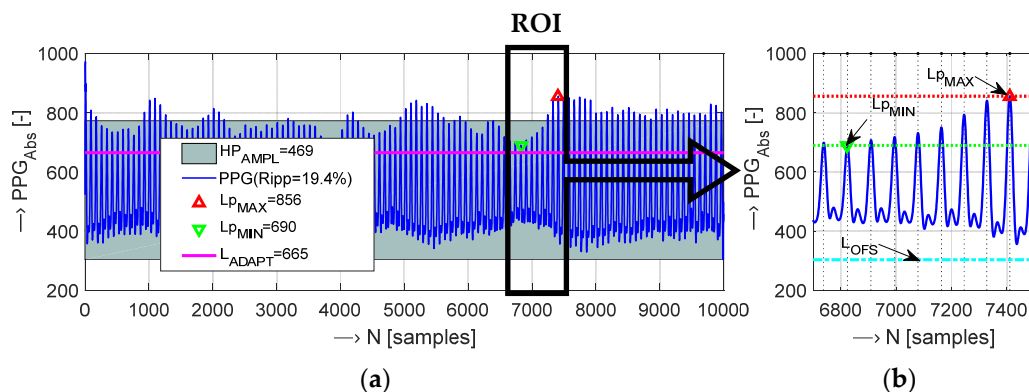 ROI
1000
800
600
400
200
→ PPG_Abs [-]
HP_AMPL=469
PPG(Ripp=19.4%)
Lp_MAX=856
Lp_MIN=690
L_ADAPT=665
0 1000 2000 3000 4000 5000 6000 7000 8000 9000 10000
→ N [samples]
(a)
1000
800
600
400
200
→ PPG_Abs [-]
Lp_MAX
Lp_MIN
L_OFS
6800 7000 7200 7400
→ N [samples]
(b)